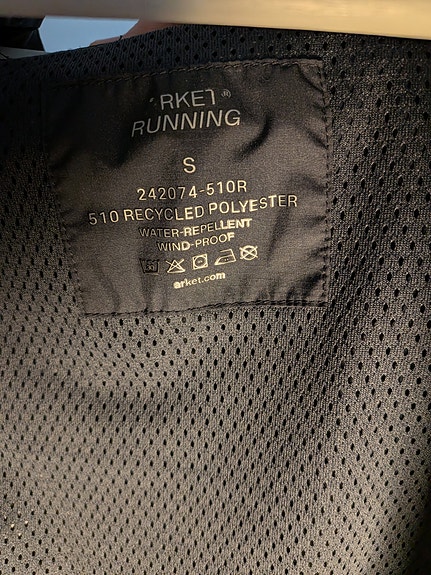 ARKET®
RUNNING
S
242074-510R
510 RECYCLED POLYESTER
WATER-REPELLENT
WIND-PROOF
arket.com